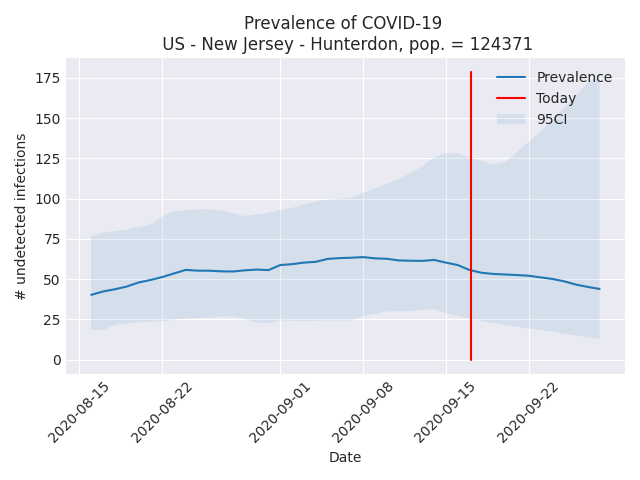 Prevalence of COVID-19
US - New Jersey - Hunterdon, pop. = 124371
175
150
125
100
75
50
25
0
# undetected infections
Prevalence
Today
95CI
2020-08-15
2020-08-22
2020-09-01
2020-09-08
2020-09-15
2020-09-22
Date